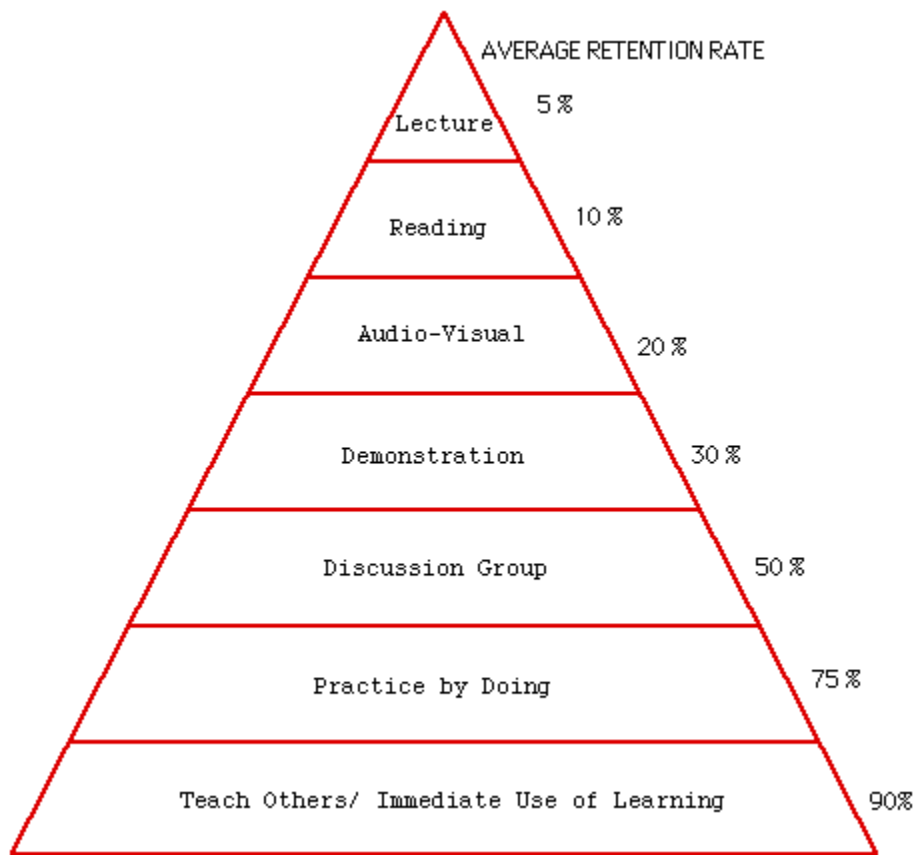 AVERAGE RETENTION RATE
Lecture
5 %
Reading
10 %
Audio-Visual
20 %
Demonstration
30 %
Discussion Group
50 %
Practice by Doing
75 %
Teach Others/ Immediate Use of Learning
90%